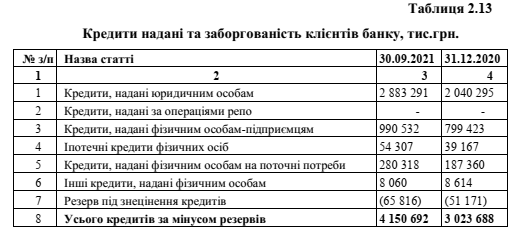 Таблиця 2.13
Кредити надані та заборгованість клієнтів банку, тис.грн.
№ з/п Назва статті 30.09.2021 31.12.2020
1 2 3 4
1 Кредити, надані юридичним особам 2 883 291 2 040 295
2 Кредити, надані за операціями репо - -
3 Кредити, надані фізичним особам-підприємцям 990 532 799 423
4 Іпотечні кредити фізичних осіб 54 307 39 167
5 Кредити, надані фізичним особам на поточні потреби 280 318 187 360
6 Інші кредити, надані фізичним особам 8 060 8 614
7 Резерв під знецінення кредитів (65 816) (51 171)
8 Усього кредитів за мінусом резервів 4 150 692 3 023 688